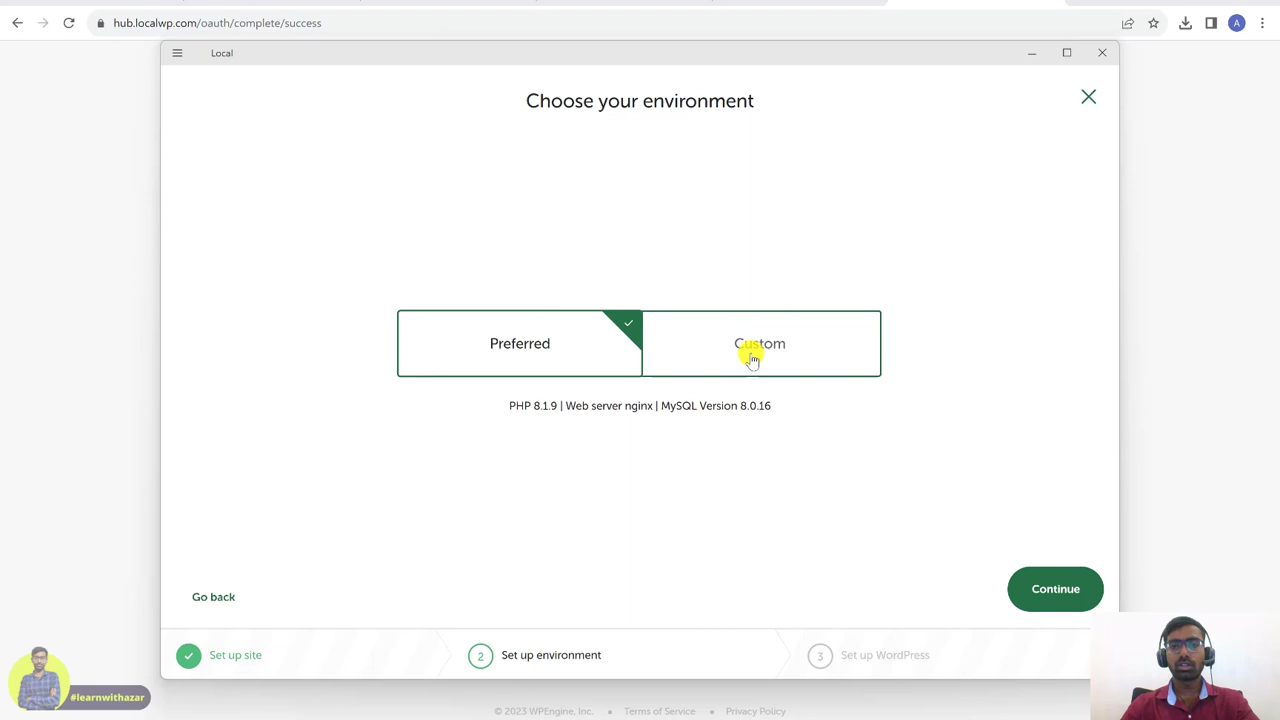 hub.localwp.com/oauth/complete/success
A
Local
Choose your environment
Preferred
Custom
PHP 8.1.9 | Web server nginx | MySQL Version 8.0.16
Go back
Continue
Set up site
2 Set up environment
3 Set up WordPress
#learnwithazar
© 2023 WPEngine, Inc. • Terms of Service • Privacy Policy